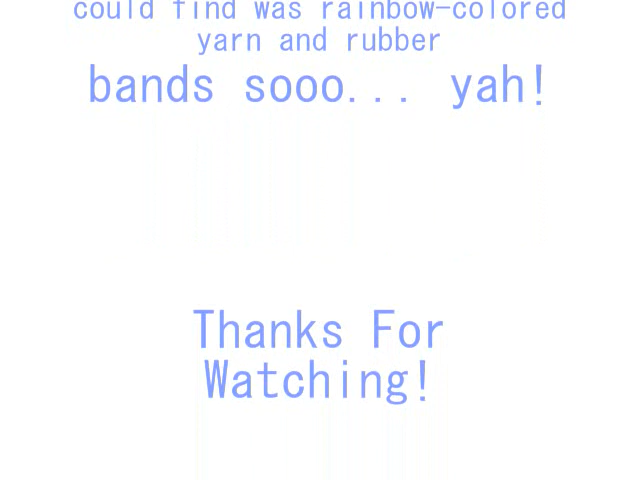 could find was rainbow-colored
yarn and rubber
bands sooo... yah!
Thanks For
Watching!